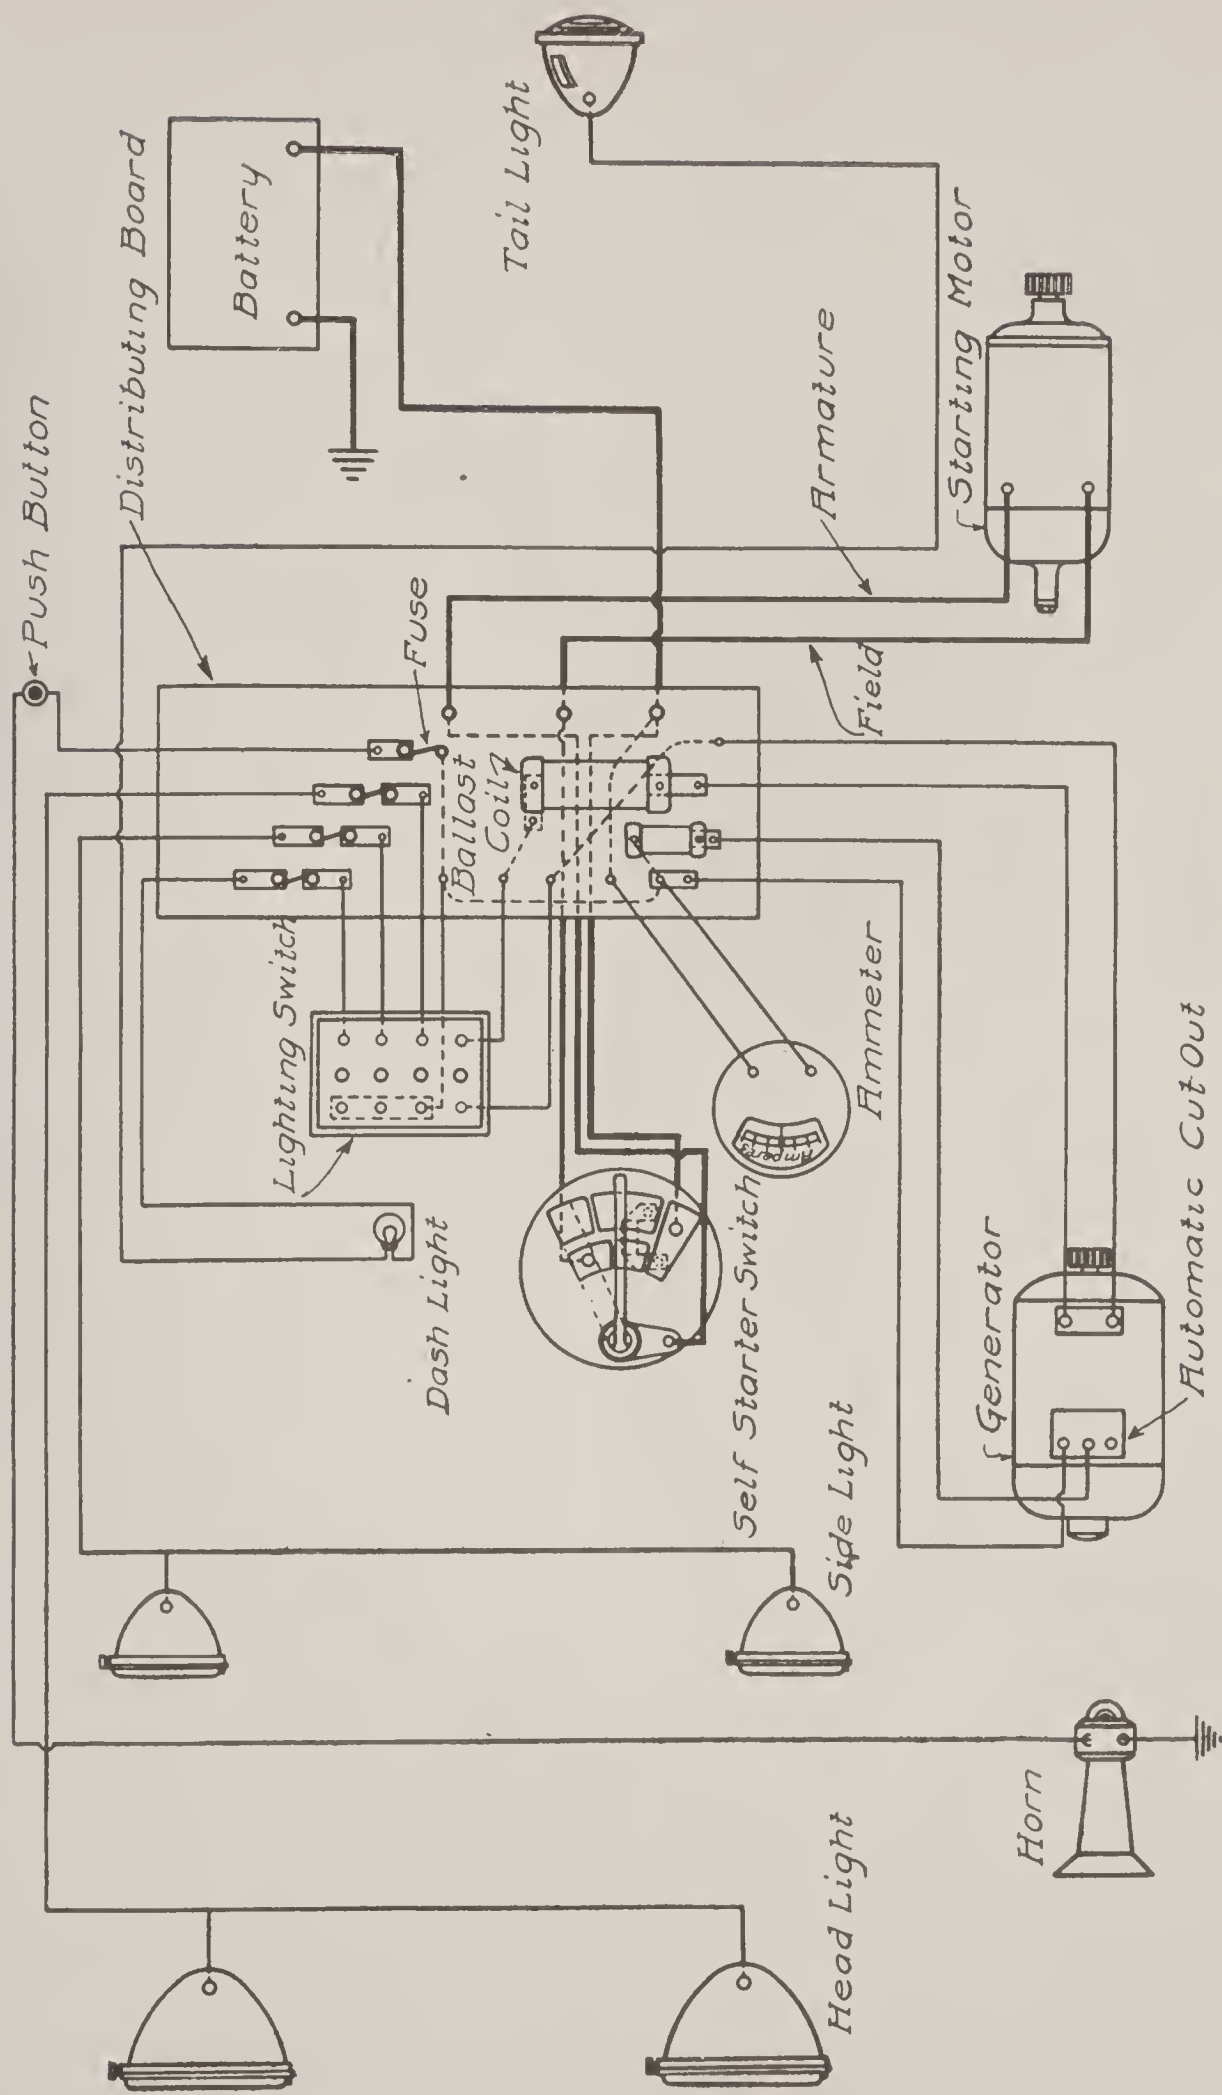 Push Button
Distributing Board
Battery
Tail Light
Fuse
Armature
Starting Motor
Field
Ballast
Coil
Lighting Switch
Ammeter
Amperes
Dash Light
Self Starter Switch
Generator
Automatic Cut Out
Side Light
Horn
Head Light